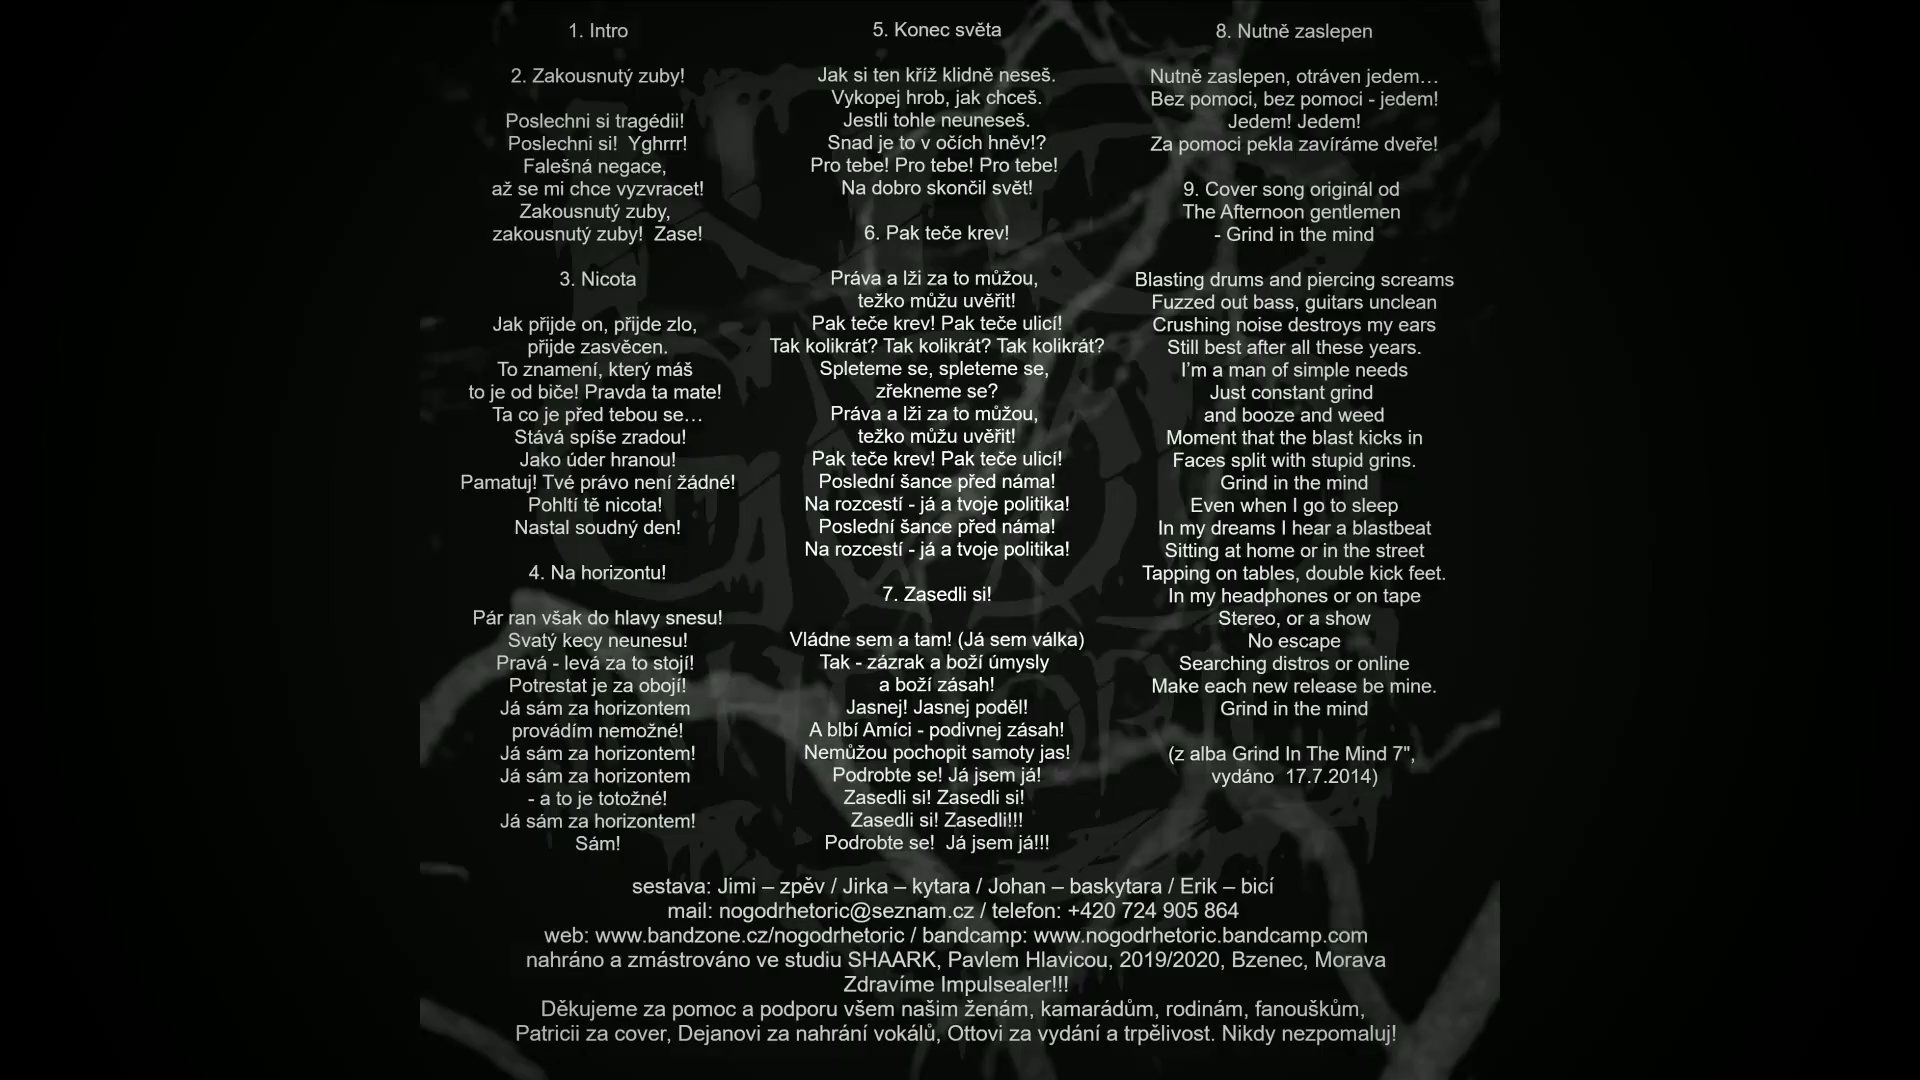 1. Intro
2. Zakousnutý zuby!
Poslechni si tragédii!
Poslechni si!  Yghrrr!
Falešná negace,
až se mi chce vyzvracet!
Zakousnutý zuby,
zakousnutý zuby!  Zase!
3. Nicota
Jak přijde on, přijde zlo,
přijde zasvěcen.
To znamení, který máš
to je od biče! Pravda ta mate!
Ta co je před tebou se…
Stává spíše zradou!
Jako úder hranou!
Pamatuj! Tvé právo není žádné!
Pohltí tě nicota!
Nastal soudný den!
4. Na horizontu!
Pár ran však do hlavy snesu!
Svatý kecy neunesu!
Pravá - levá za to stojí!
Potrestat je za obojí!
Já sám za horizontem
provádím nemožné!
Já sám za horizontem!
Já sám za horizontem
- a to je totožné!
Já sám za horizontem!
Sám!
5. Konec světa
Jak si ten kříž klidně neseš.
Vykopej hrob, jak chceš.
Jestli tohle neuneseš.
Snad je to v očích hněv!?
Pro tebe! Pro tebe! Pro tebe!
Na dobro skončil svět!
6. Pak teče krev!
Práva a lži za to můžou,
težko můžu uvěřit!
Pak teče krev! Pak teče ulicí!
Tak kolikrát? Tak kolikrát? Tak kolikrát?
Spleteme se, spleteme se,
zřekneme se?
Práva a lži za to můžou,
težko můžu uvěřit!
Pak teče krev! Pak teče ulicí!
Poslední šance před náma!
Na rozcestí - já a tvoje politika!
Poslední šance před náma!
Na rozcestí - já a tvoje politika!
7. Zasedli si!
Vládne sem a tam! (Já sem válka)
Tak - zázrak a boží úmysly
a boží zásah!
Jasnej! Jasnej poděl!
A blbí Amíci - podivnej zásah!
Nemůžou pochopit samoty jas!
Podrobte se! Já jsem já!
Zasedli si! Zasedli si!
Zasedli si! Zasedli!!!
Podrobte se!  Já jsem já!!!
8. Nutně zaslepen
Nutně zaslepen, otráven jedem…
Bez pomoci, bez pomoci - jedem!
Jedem! Jedem!
Za pomoci pekla zavíráme dveře!
9. Cover song originál od
The Afternoon gentlemen
- Grind in the mind
Blasting drums and piercing screams
Fuzzed out bass, guitars unclean
Crushing noise destroys my ears
Still best after all these years.
I’m a man of simple needs
Just constant grind
and booze and weed
Moment that the blast kicks in
Faces split with stupid grins.
Grind in the mind
Even when I go to sleep
In my dreams I hear a blastbeat
Sitting at home or in the street
Tapping on tables, double kick feet.
In my headphones or on tape
Stereo, or a show
No escape
Searching distros or online
Make each new release be mine.
Grind in the mind
(z alba Grind In The Mind 7",
vydáno  17.7.2014)
sestava: Jimi – zpěv / Jirka – kytara / Johan – baskytara / Erik – bicí
mail: nogodrhetoric@seznam.cz / telefon: +420 724 905 864
web: www.bandzone.cz/nogodrhetoric / bandcamp: www.nogodrhetoric.bandcamp.com
nahráno a zmástrováno ve studiu SHAARK, Pavlem Hlavicou, 2019/2020, Bzenec, Morava
Zdravíme Impulsealer!!!
Děkujeme za pomoc a podporu všem našim ženám, kamarádům, rodinám, fanouškům,
Patricii za cover, Dejanovi za nahrání vokálů, Ottovi za vydání a trpělivost. Nikdy nezpomaluj!